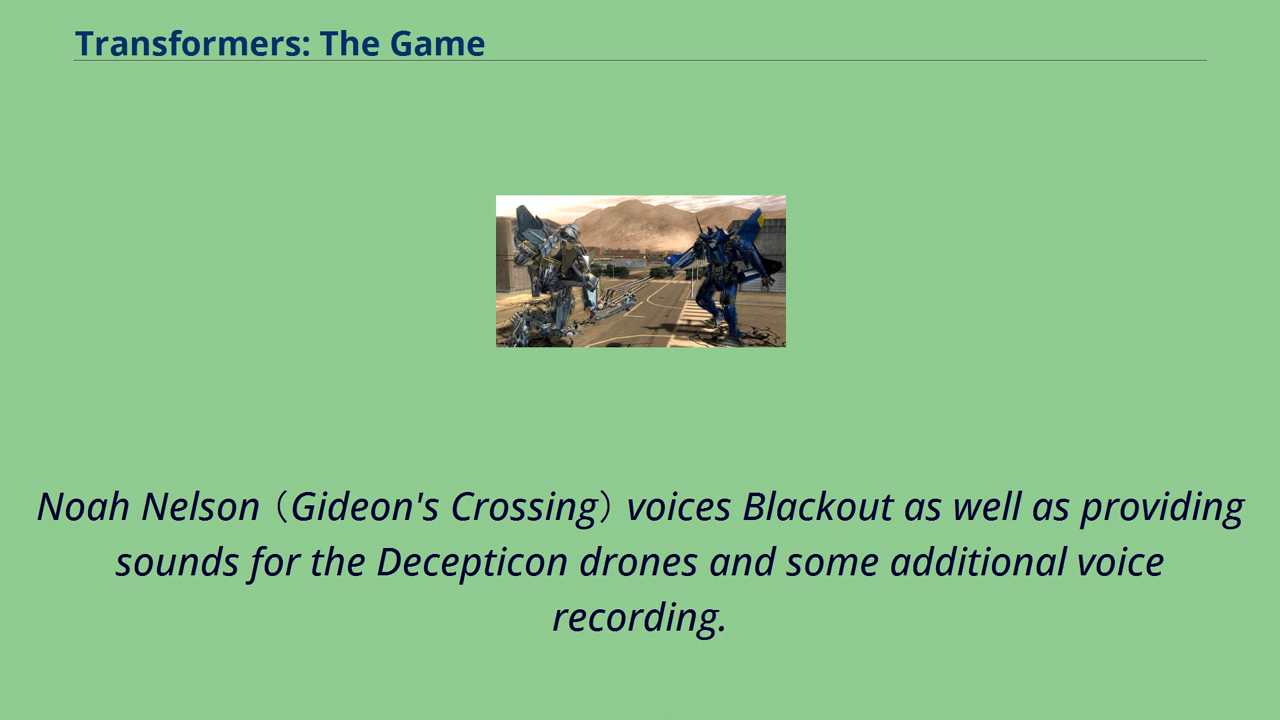 Transformers: The Game
Noah Nelson（Gideon's Crossing）voices Blackout as well as providing
sounds for the Decepticon drones and some additional voice
recording.